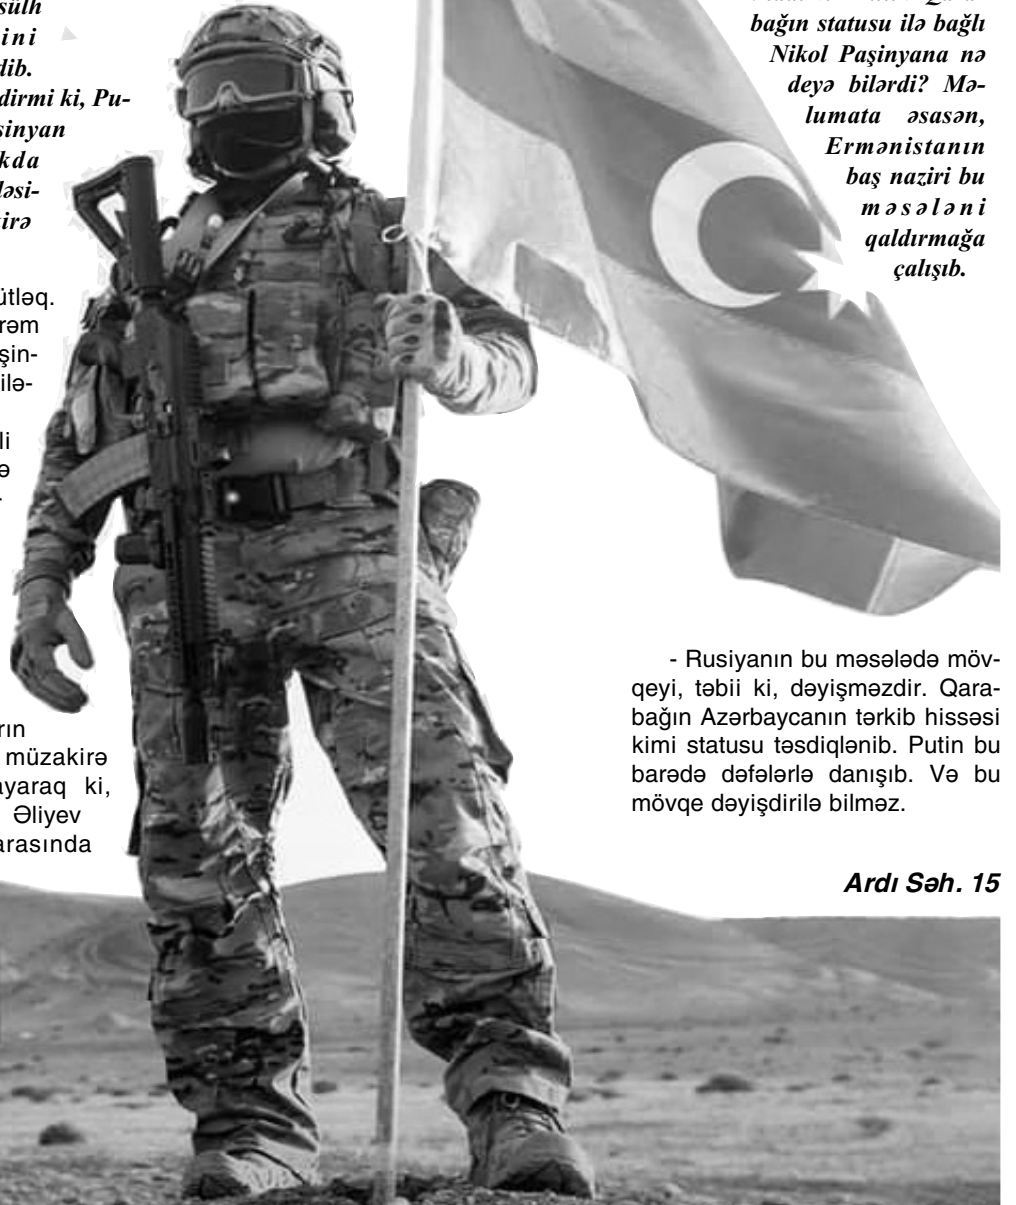 sülh
ini
dib.
dirmi ki, Pu-
sinyan
kda
ləsi-
irə
ütləq.
rəm
şin-
ilə-
li
ə
rın
müzakirə
ayaraq ki,
Əliyev
arasında
bağın statusu ilə bağlı
Nikol Paşinyana nə
deyə bilərdi? Mə-
lumata əsasən,
Ermənistanın
baş naziri bu
məsələni
qaldırmağa
çalışıb.
- Rusiyanın bu məsələdə möv-
qeyi, təbii ki, dəyişməzdir. Qara-
bağın Azərbaycanın tərkib hissəsi
kimi statusu təsdiqlənib. Putin bu
barədə dəfələrlə danışıb. Və bu
mövqe dəyişdirilə bilməz.
Ardı Səh. 15